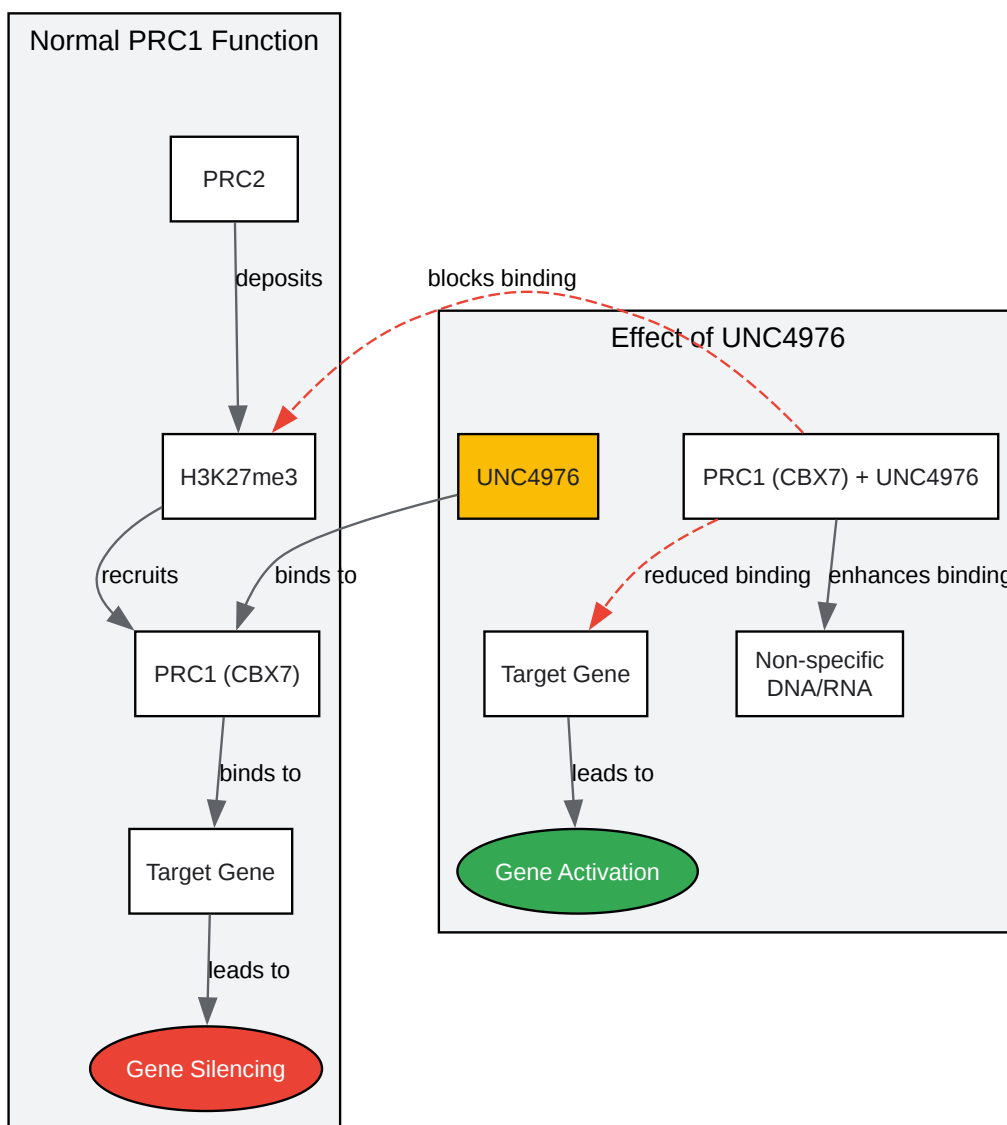 Normal PRC1 Function
PRC2
deposits
H3K27me3
recruits
binds to
PRC1 (CBX7)
binds to
Target Gene
leads to
Gene Silencing
blocks binding
Effect of UNC4976
UNC4976
PRC1 (CBX7) + UNC4976
reduced binding
enhances binding
Target Gene
Non-specific
DNA/RNA
leads to
Gene Activation